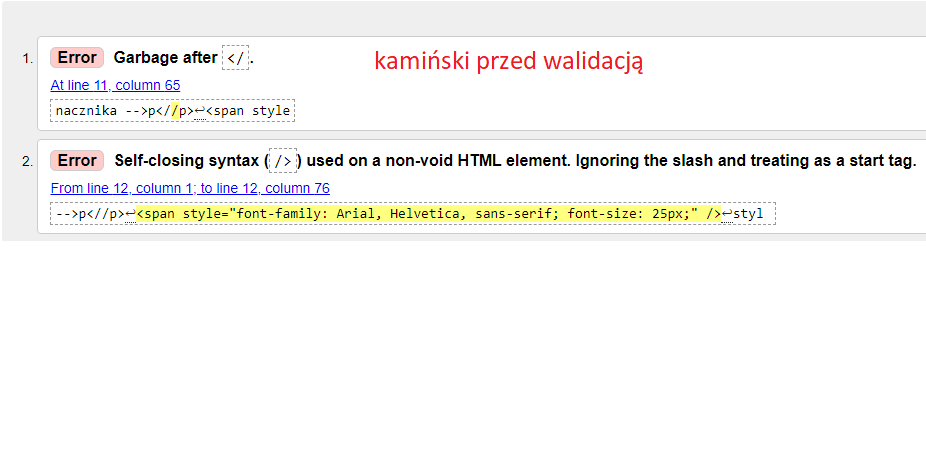 1. Error Garbage after </.
kamiński przed walidacją
At line 11, column 65
nacznika -->p<//p>↩<span style
2. Error Self-closing syntax (/>) used on a non-void HTML element. Ignoring the slash and treating as a start tag.
From line 12, column 1; to line 12, column 76
-->p<//p>↩<span style="font-family: Arial, Helvetica, sans-serif; font-size: 25px;" />↩styl